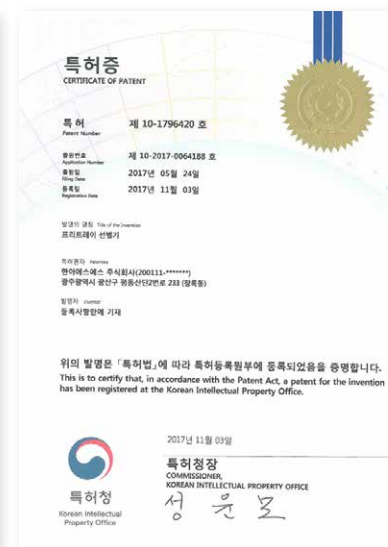 특허증
CERTIFICATE OF PATENT
특 허 제 10-1796420 호
Patent Number
출원번호 제 10-2017-0064188 호
Application Number
출원일 2017년 05월 24일
Filing Date
등록일 2017년 11월 03일
Registration Date
발명의 명칭 Title of the Invention
프리트레이 선별기
특허권자 Patentee
한아에스에스 주식회사(200111-*******)
광주광역시 광산구 평동산단2번로 233 (장록동)
발명자 Inventor
등록사항란에 기재
위의 발명은 「특허법」에 따라 특허등록원부에 등록되었음을 증명합니다.
This is to certify that, in accordance with the Patent Act, a patent for the invention
has been registered at the Korean Intellectual Property Office.
2017년 11월 03일
특허청장
COMMISSIONER,
KOREAN INTELLECTUAL PROPERTY OFFICE
성 윤 모
특허청
Korean Intellectual
Property Office